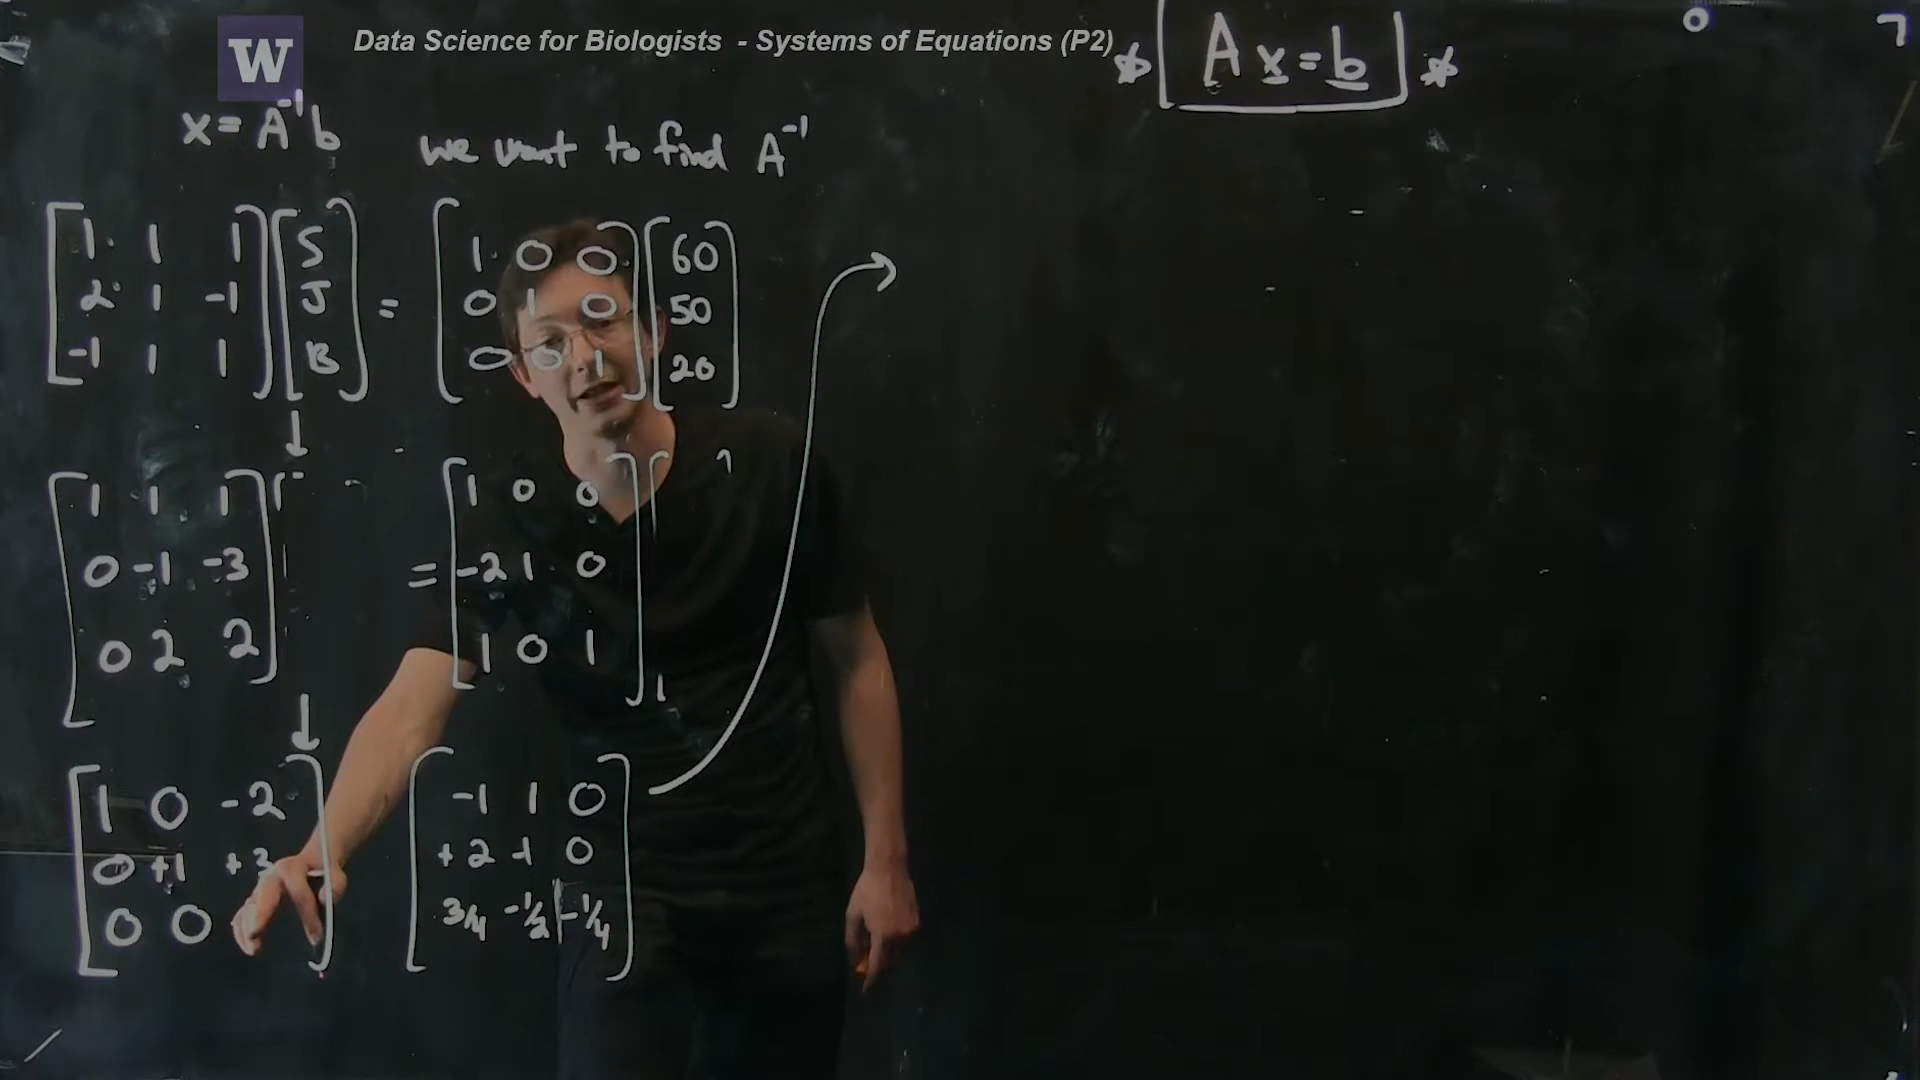 W
Data Science for Biologists - Systems of Equations (P2)
* [ A x = b ] *
0 7
x = A⁻¹ b
we want to find A⁻¹
[ 1 1 1 ] [ S ] = [ 1 0 0 ] [ 60 ]
[ 2 1 -1 ] [ J ] [ 0 1 0 ] [ 50 ]
[ -1 1 1 ] [ B ] [ 0 0 1 ] [ 20 ]
↓
[ 1 1 1 ] [ 1 0 0 ]
[ 0 -1 -3 ] = [ -2 1 0 ]
[ 0 2 2 ] [ 1 0 1 ]
↓
[ 1 0 -2 ] [ -1 1 0 ]
[ 0 +1 +3 ] [ +2 -1 0 ]
[ 0 0 ] [ 3/4 -1/2 -1/4 ]